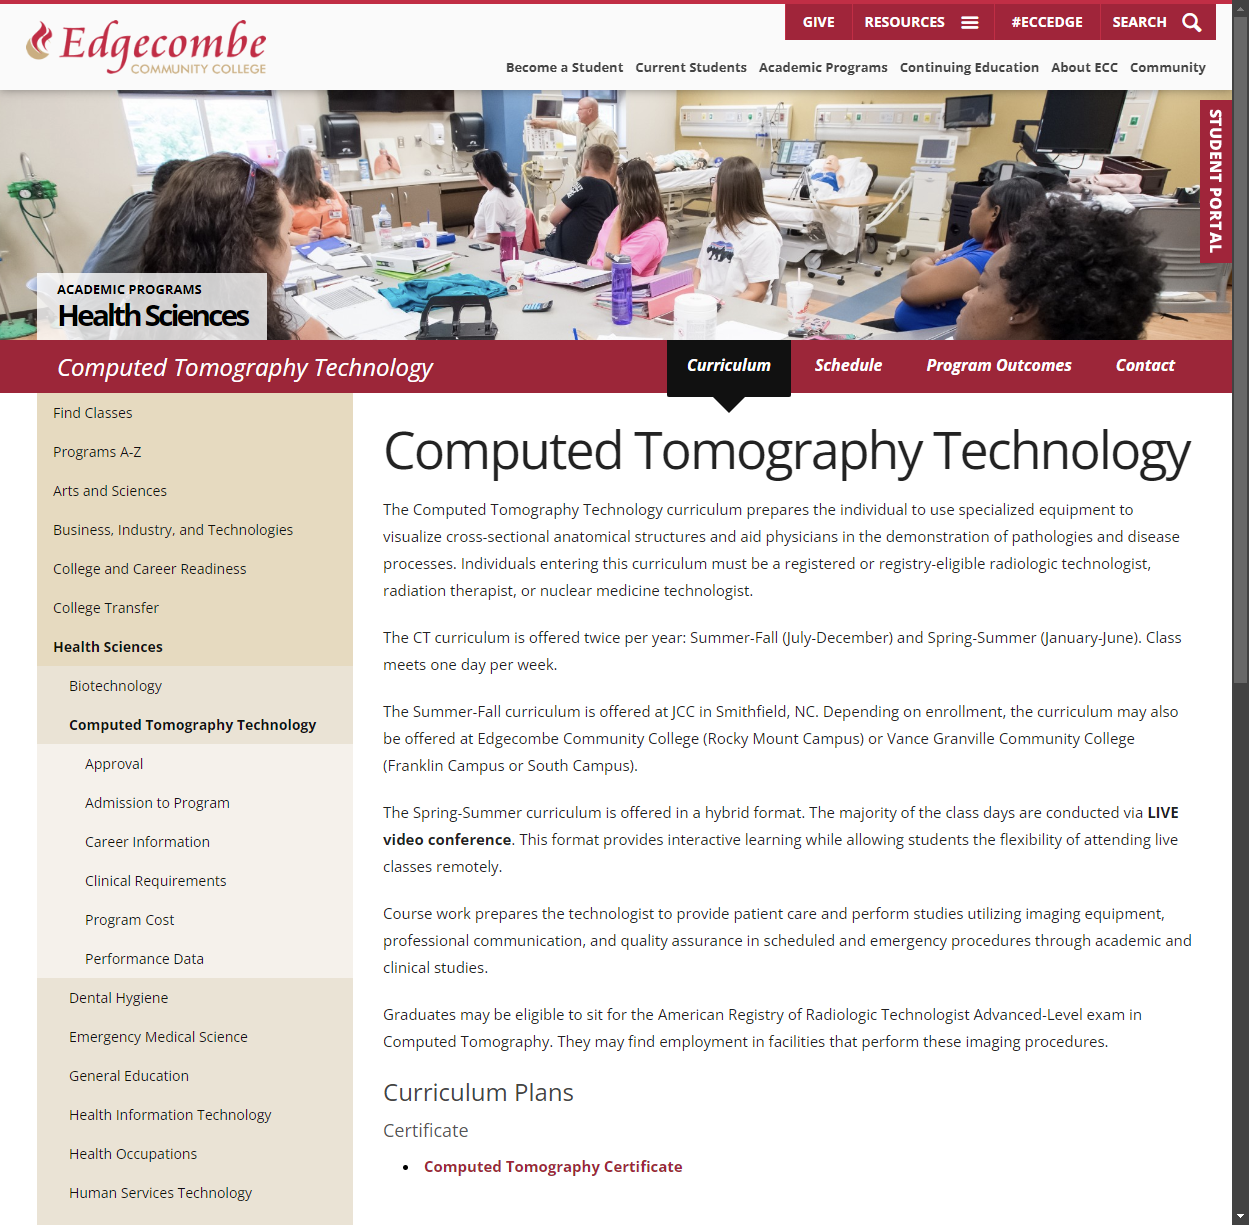 Edgecombe
COMMUNITY COLLEGE
GIVE
RESOURCES
#ECCEDGE
SEARCH
Become a Student
Current Students
Academic Programs
Continuing Education
About ECC
Community
STUDENT PORTAL
ACADEMIC PROGRAMS
Health Sciences
Computed Tomography Technology
Curriculum
Schedule
Program Outcomes
Contact
Find Classes
Programs A-Z
Arts and Sciences
Business, Industry, and Technologies
College and Career Readiness
College Transfer
Health Sciences
Biotechnology
Computed Tomography Technology
Approval
Admission to Program
Career Information
Clinical Requirements
Program Cost
Performance Data
Dental Hygiene
Emergency Medical Science
General Education
Health Information Technology
Health Occupations
Human Services Technology
Computed Tomography Technology
The Computed Tomography Technology curriculum prepares the individual to use specialized equipment to
visualize cross-sectional anatomical structures and aid physicians in the demonstration of pathologies and disease
processes. Individuals entering this curriculum must be a registered or registry-eligible radiologic technologist,
radiation therapist, or nuclear medicine technologist.
The CT curriculum is offered twice per year: Summer-Fall (July-December) and Spring-Summer (January-June). Class
meets one day per week.
The Summer-Fall curriculum is offered at JCC in Smithfield, NC. Depending on enrollment, the curriculum may also
be offered at Edgecombe Community College (Rocky Mount Campus) or Vance Granville Community College
(Franklin Campus or South Campus).
The Spring-Summer curriculum is offered in a hybrid format. The majority of the class days are conducted via LIVE
video conference. This format provides interactive learning while allowing students the flexibility of attending live
classes remotely.
Course work prepares the technologist to provide patient care and perform studies utilizing imaging equipment,
professional communication, and quality assurance in scheduled and emergency procedures through academic and
clinical studies.
Graduates may be eligible to sit for the American Registry of Radiologic Technologist Advanced-Level exam in
Computed Tomography. They may find employment in facilities that perform these imaging procedures.
Curriculum Plans
Certificate
Computed Tomography Certificate